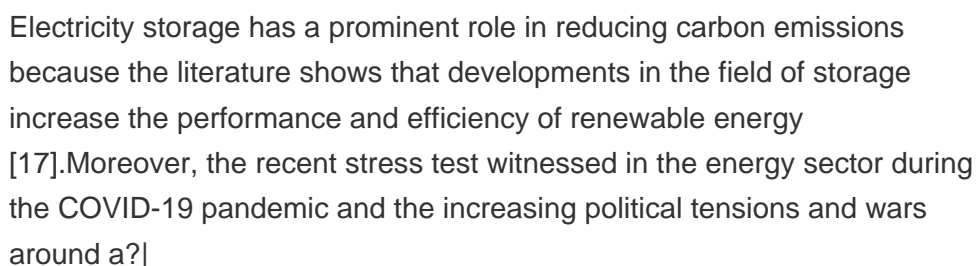 Electricity storage has a prominent role in reducing carbon emissions
because the literature shows that developments in the field of storage
increase the performance and efficiency of renewable energy
[17].Moreover, the recent stress test witnessed in the energy sector during
the COVID-19 pandemic and the increasing political tensions and wars
around a?|